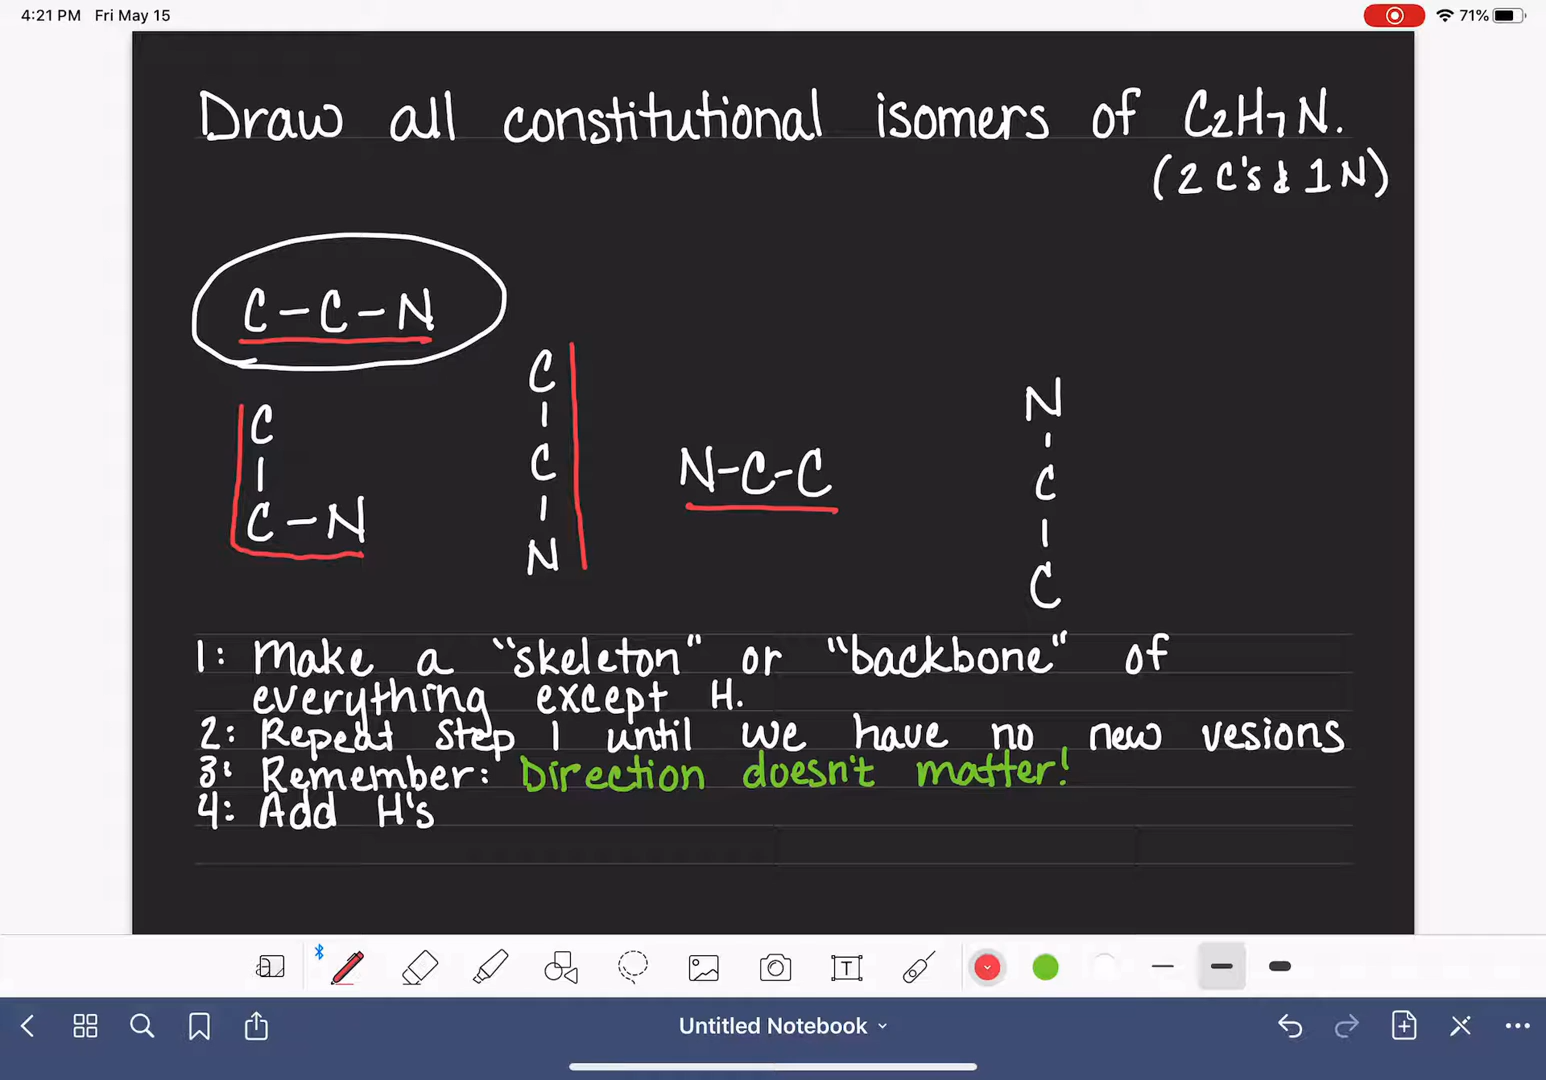 4:21 PM Fri May 15
71%
Draw all constitutional isomers of C₂H₇N.
(2 C's & 1 N)
C-C-N
C
C-N
C
C
N
N-C-C
N
C
C
1: Make a "skeleton" or "backbone" of
everything except H.
2: Repeat step 1 until we have no new vesions
3: Remember: Direction doesn't matter!
4: Add H's
T
Untitled Notebook